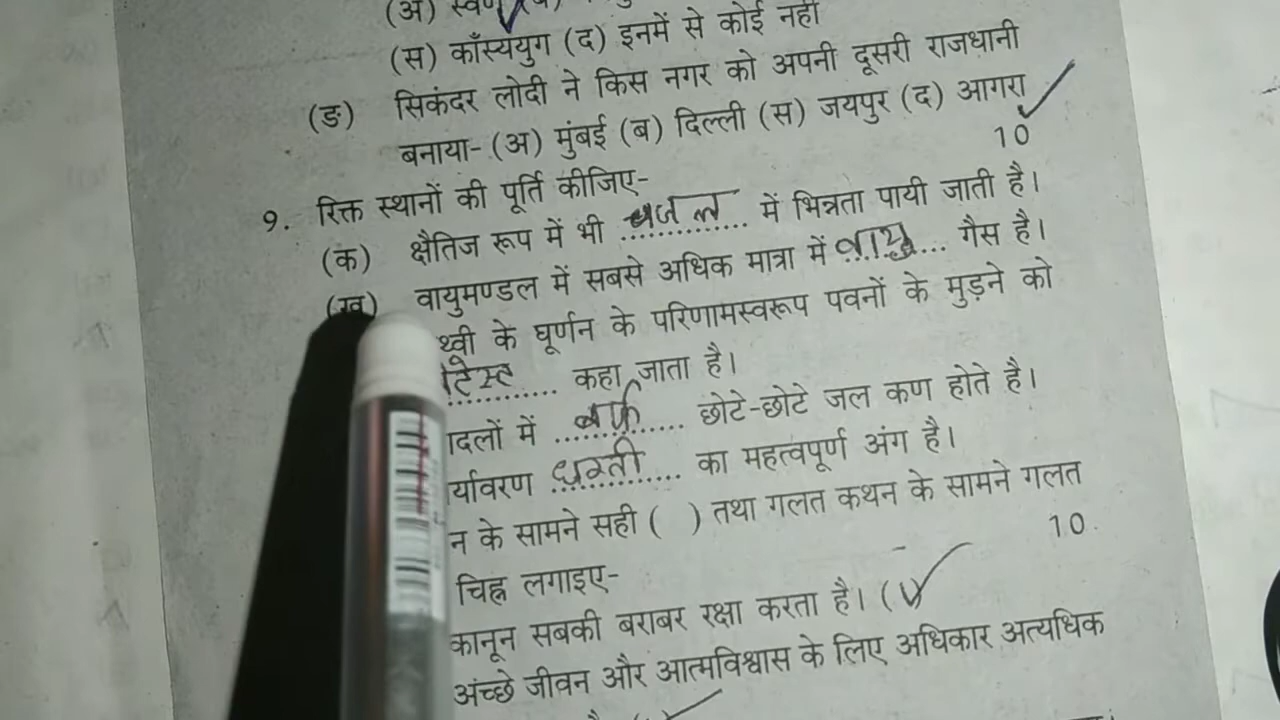 (अ) स्वर्ण
(स) काँस्ययुग (द) इनमें से कोई नहीं
(ङ) सिकंदर लोदी ने किस नगर को अपनी दूसरी राजधानी
बनाया- (अ) मुंबई (ब) दिल्ली (स) जयपुर (द) आगरा
10
9. रिक्त स्थानों की पूर्ति कीजिए-
(क) क्षैतिज रूप में भी ............ में भिन्नता पायी जाती है।
(ख) वायुमण्डल में सबसे अधिक मात्रा में वायु... गैस है।
थ्वी के घूर्णन के परिणामस्वरूप पवनों के मुड़ने को
............ कहा जाता है।
ादलों में बर्फ छोटे-छोटे जल कण होते है।
र्यावरण धरती का महत्वपूर्ण अंग है।
न के सामने सही ( ) तथा गलत कथन के सामने गलत
चिह्न लगाइए-
10.
कानून सबकी बराबर रक्षा करता है। (
अच्छे जीवन और आत्मविश्वास के लिए अधिकार अत्यधिक